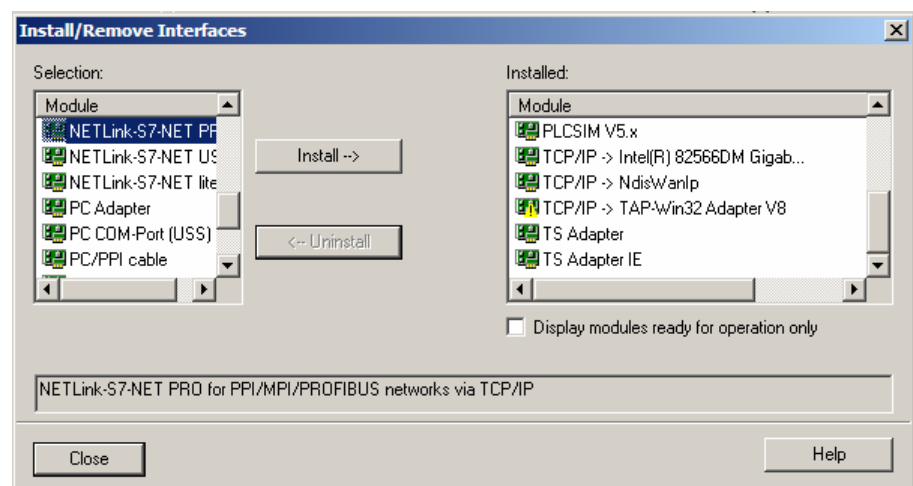 Install/Remove Interfaces
Selection:
Module
NETLink-S7-NET PR
NETLink-S7-NET US
NETLink-S7-NET lite
PC Adapter
PC COM-Port (USS)
PC/PPI cable
Install -->
<-- Uninstall
Installed:
Module
PLCSIM V5.x
TCP/IP -> Intel(R) 82566DM Gigab...
TCP/IP -> NdisWanIp
TCP/IP -> TAP-Win32 Adapter V8
TS Adapter
TS Adapter IE
Display modules ready for operation only
NETLink-S7-NET PRO for PPI/MPI/PROFIBUS networks via TCP/IP
Close
Help